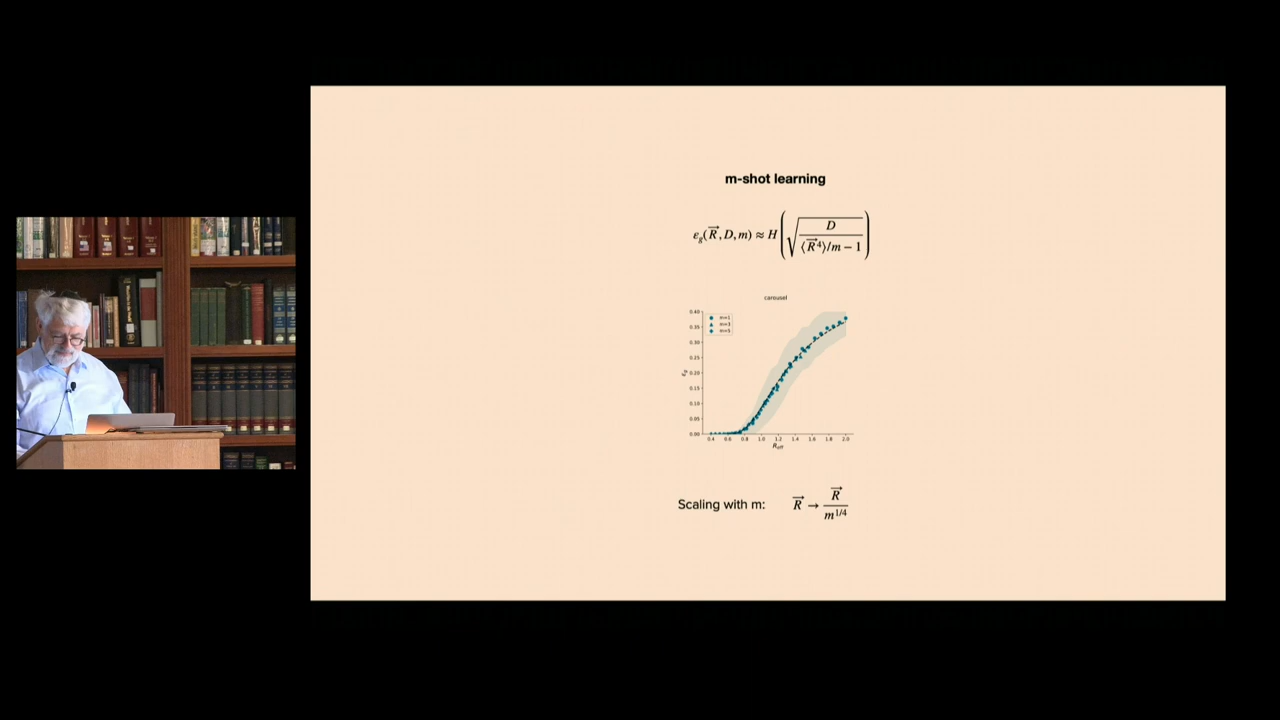 m-shot learning
ε_g(R⃗, D, m) ≈ H(√(D / (⟨R⃗⁴⟩/m − 1)))
carousel
0.40
0.35
0.30
0.25
0.20
0.15
0.10
0.05
0.00
m=1
m=3
m=5
ε_g
0.4 0.6 0.8 1.0 1.2 1.4 1.6 1.8 2.0
R_eff
Scaling with m: R⃗ → R⃗ / m^{1/4}